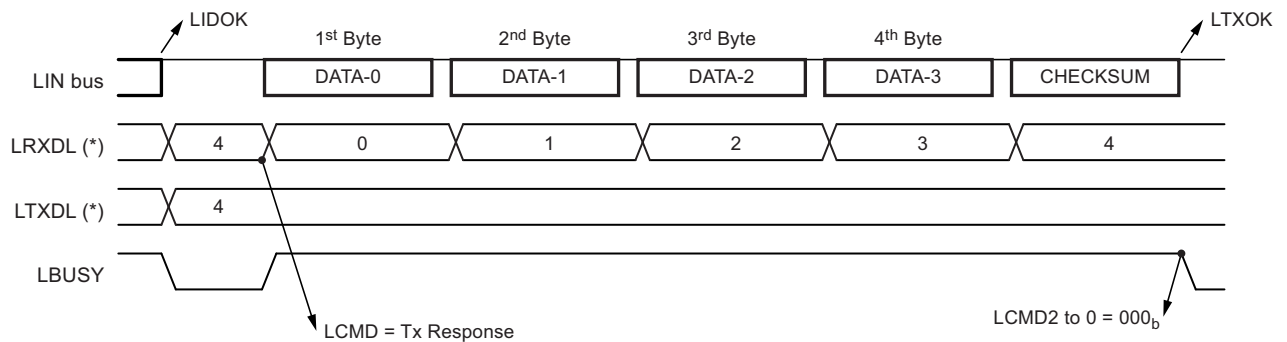 LIDOK
LTXOK
1st Byte 2nd Byte 3rd Byte 4th Byte
LIN bus DATA-0 DATA-1 DATA-2 DATA-3 CHECKSUM
LRXDL (*) 4 0 1 2 3 4
LTXDL (*) 4
LBUSY
LCMD = Tx Response
LCMD2 to 0 = 000b